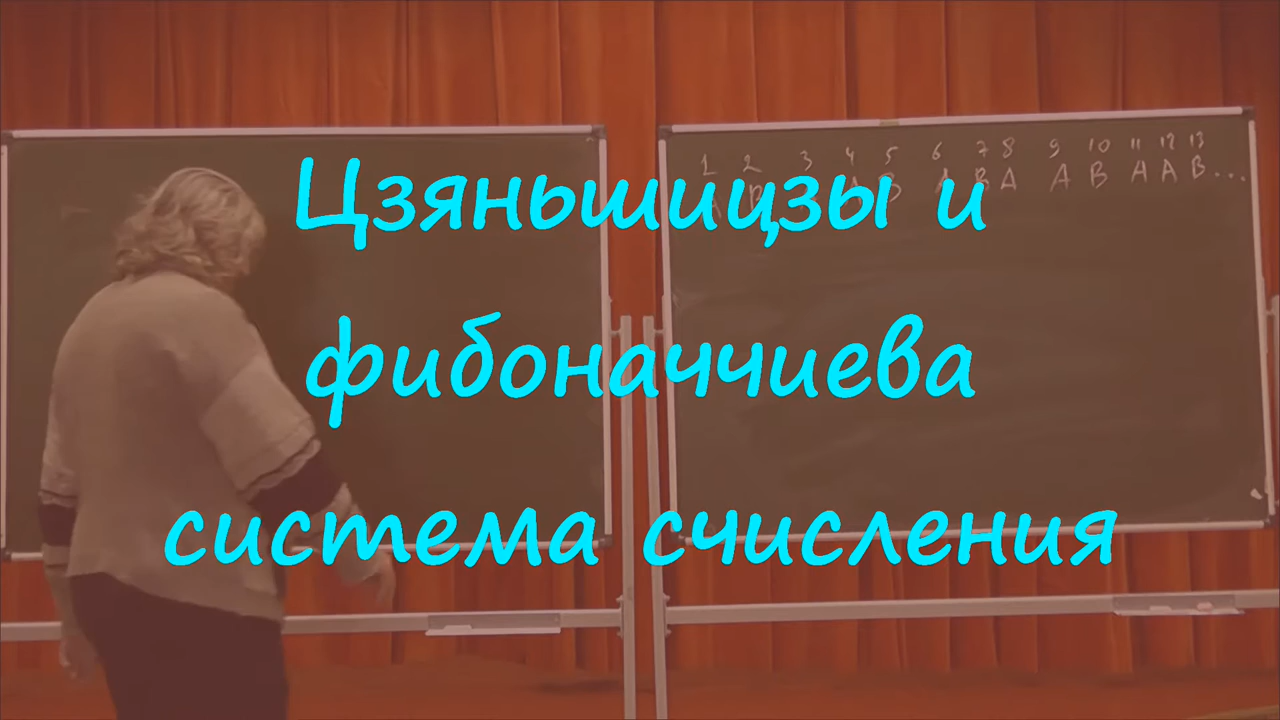 1 2 3 4 5 6 7 8 9 10 11 12 13
A B A B A B A A B A A B...
Цзяньшицзы и
фибоначчиева
система счисления